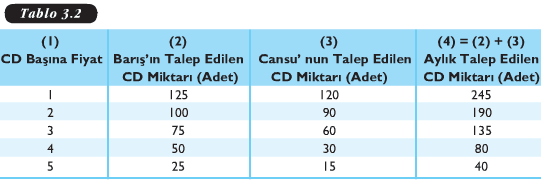 Tablo 3.2
(1) (2) (3) (4) = (2) + (3)
CD Başına Fiyat Barış'ın Talep Edilen Cansu' nun Talep Edilen Aylık Talep Edilen
CD Miktarı (Adet) CD Miktarı (Adet) CD Miktarı (Adet)
1 125 120 245
2 100 90 190
3 75 60 135
4 50 30 80
5 25 15 40